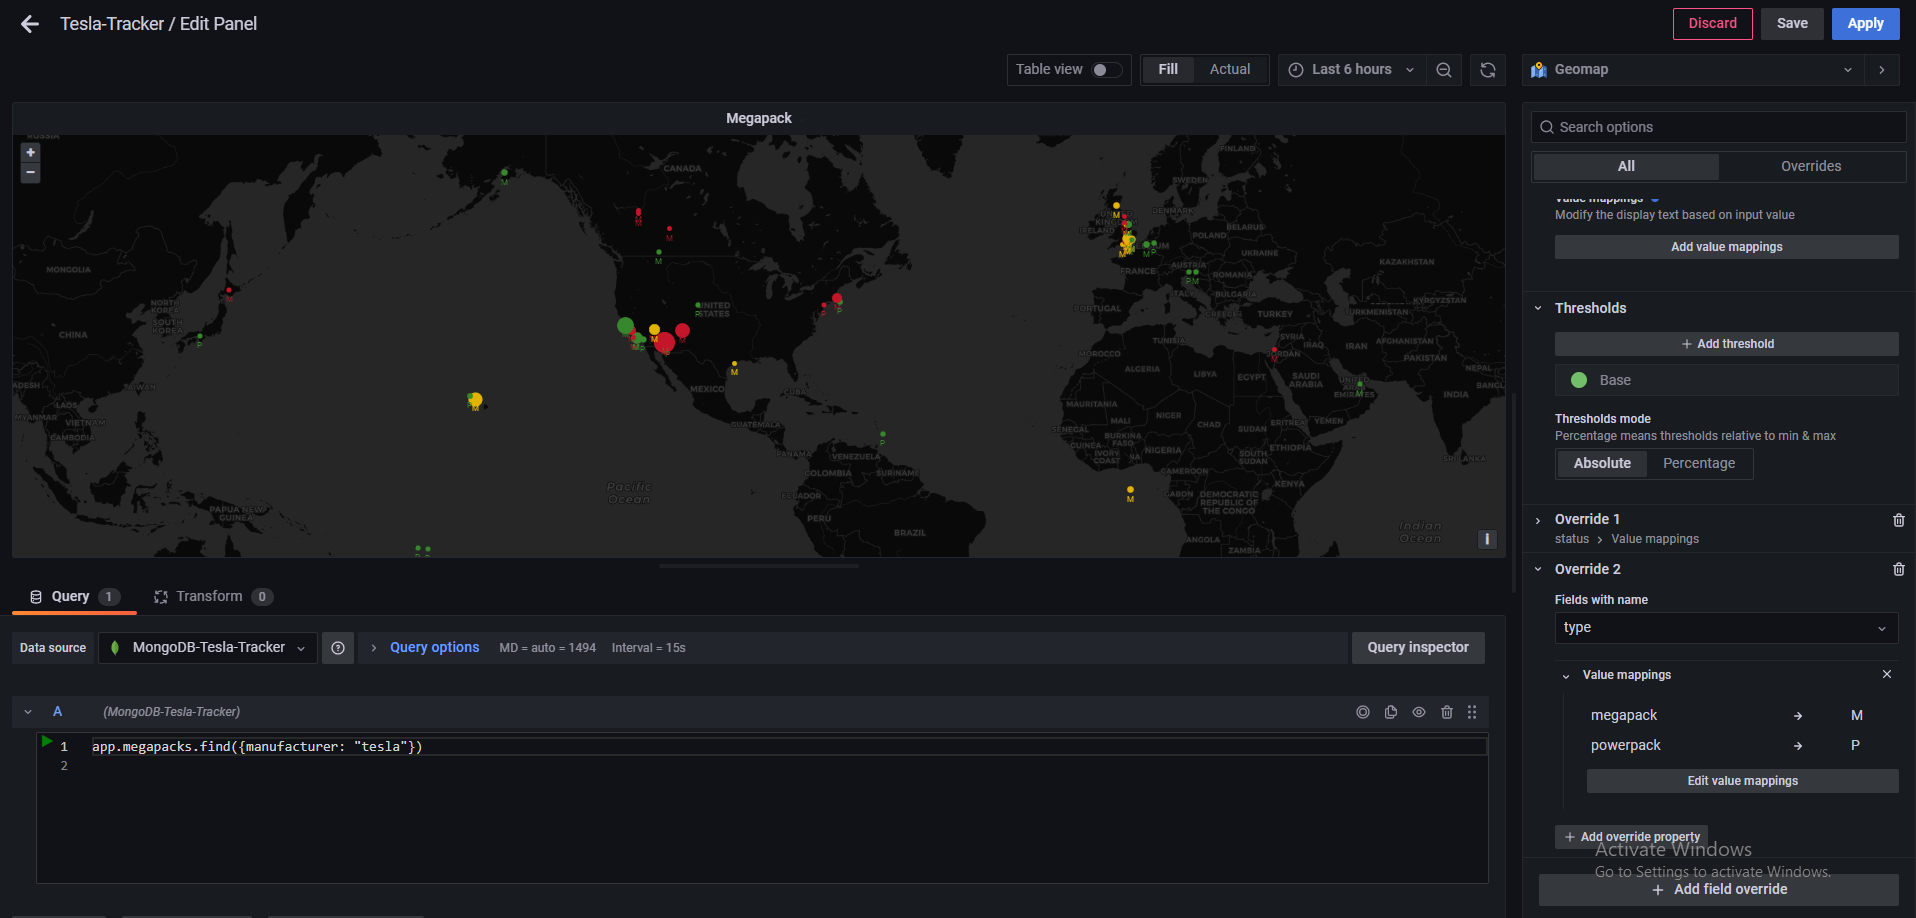 Tesla-Tracker / Edit Panel
Discard
Save
Apply
Table view
Fill
Actual
Last 6 hours
Geomap
Megapack
Search options
All
Overrides
Value mappings
Modify the display text based on input value
Add value mappings
Thresholds
Add threshold
Base
Thresholds mode
Percentage means thresholds relative to min & max
Absolute
Percentage
Override 1
status > Value mappings
Override 2
Fields with name
type
Value mappings
megapack → M
powerpack → P
Edit value mappings
Add override property
Activate Windows
Go to Settings to activate Windows.
Add field override
RUSSIA
CANADA
FINLAND
SWEDEN
DENMARK
IRELAND
POLAND
BELARUS
UKRAINE
KAZAKHSTAN
MONGOLIA
FRANCE
AUSTRIA
ROMANIA
ITALY
BULGARIA
PORTUGAL
GREECE
TURKEY
NORTH
KOREA
SOUTH
KOREA
CHINA
UNITED
STATES
TUNISIA
SYRIA
IRAQ
IRAN
AFGHANISTAN
MOROCCO
JORDAN
PAKISTAN
ALGERIA
LIBYA
EGYPT
SAUDI
ARABIA
UNITED
ARAB
EMIRATES
NEPAL
INDIA
TAIWAN
MEXICO
CUBA
LAOS
VIETNAM
CAMBODIA
GUATEMALA
MAURITANIA
MALI
NIGER
CHAD
SUDAN
ERITREA
YEMEN
SENEGAL
GUINEA
BURKINA
FASO
IVORY
COAST
NIGERIA
SOUTH
SUDAN
ETHIOPIA
SRI LANKA
PANAMA
VENEZUELA
COLOMBIA
SURINAME
CAMEROON
GABON
KENYA
DEMOCRATIC
REPUBLIC OF
THE CONGO
Pacific
Ocean
PAPUA NEW
GUINEA
PERU
BRAZIL
ANGOLA
ZAMBIA
Indian
Ocean
Query 1
Transform 0
Data source
MongoDB-Tesla-Tracker
Query options
MD = auto = 1494
Interval = 15s
Query inspector
A
(MongoDB-Tesla-Tracker)
1 app.megapacks.find({manufacturer: "tesla"})
2